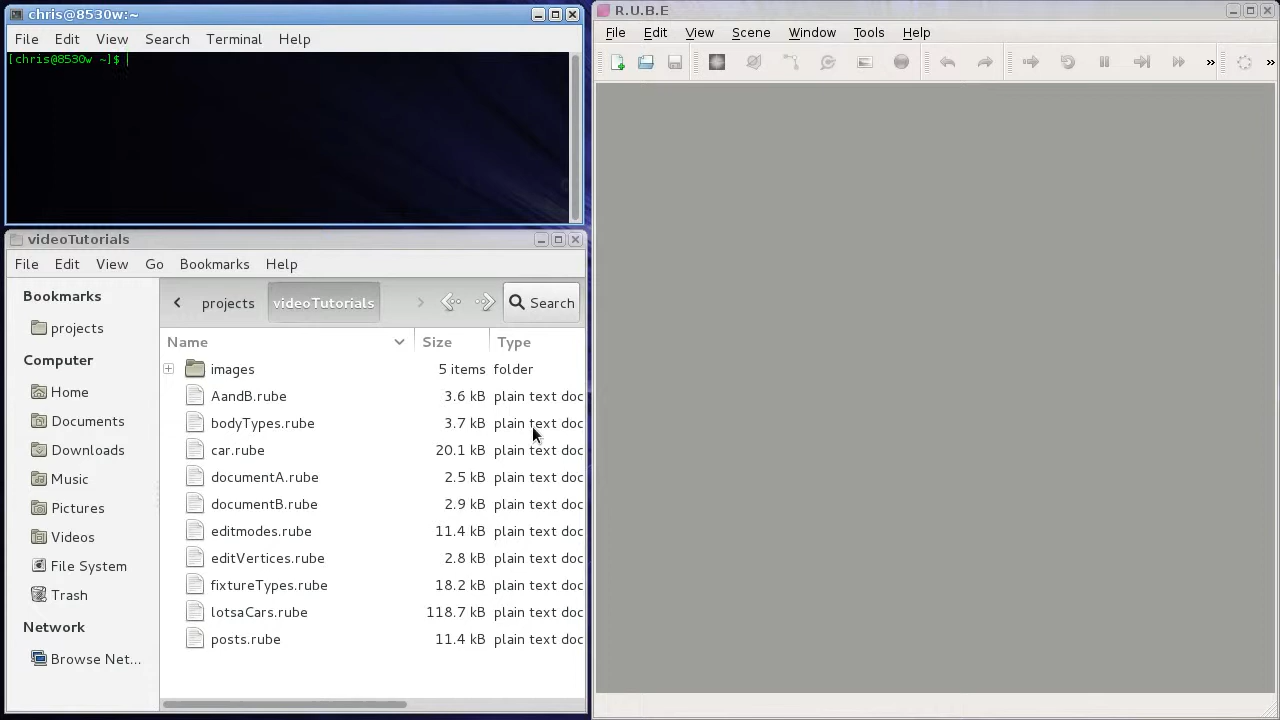 chris@8530w:~
File Edit View Search Terminal Help
[chris@8530w ~]$
videoTutorials
File Edit View Go Bookmarks Help
Bookmarks
projects
Computer
Home
Documents
Downloads
Music
Pictures
Videos
File System
Trash
Network
Browse Net...
projects videoTutorials Search
Name Size Type
images 5 items folder
AandB.rube 3.6 kB plain text doc
bodyTypes.rube 3.7 kB plain text doc
car.rube 20.1 kB plain text doc
documentA.rube 2.5 kB plain text doc
documentB.rube 2.9 kB plain text doc
editmodes.rube 11.4 kB plain text doc
editVertices.rube 2.8 kB plain text doc
fixtureTypes.rube 18.2 kB plain text doc
lotsaCars.rube 118.7 kB plain text doc
posts.rube 11.4 kB plain text doc
R.U.B.E
File Edit View Scene Window Tools Help